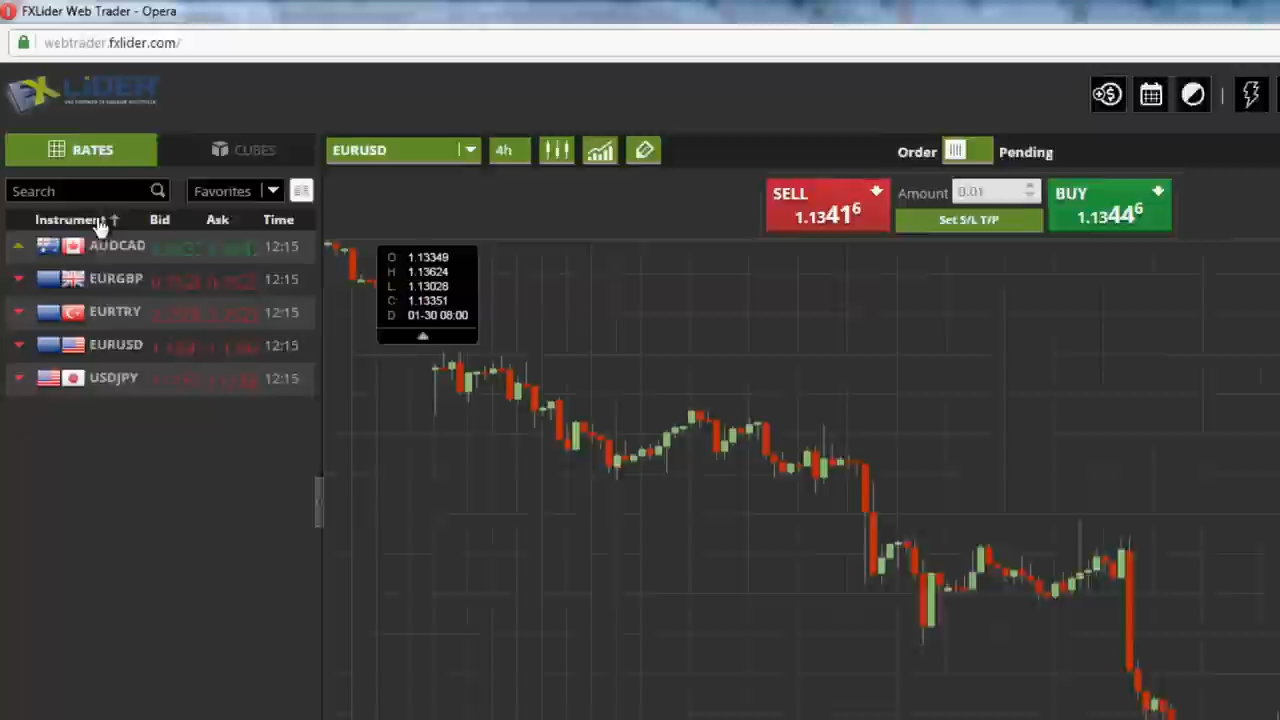 FXLider Web Trader - Opera
webtrader.fxlider.com/
LiDER
RATES
CUBES
EURUSD
4h
Order
Pending
Search
Favorites
SELL
1.13416
Amount
0.01
Set S/L T/P
BUY
1.13446
Instrument Bid Ask Time
AUDCAD 12:15
EURGBP 12:15
EURTRY 12:15
EURUSD 12:15
USDJPY 12:15
O 1.13349
H 1.13624
L 1.13028
C 1.13351
D 01-30 08:00